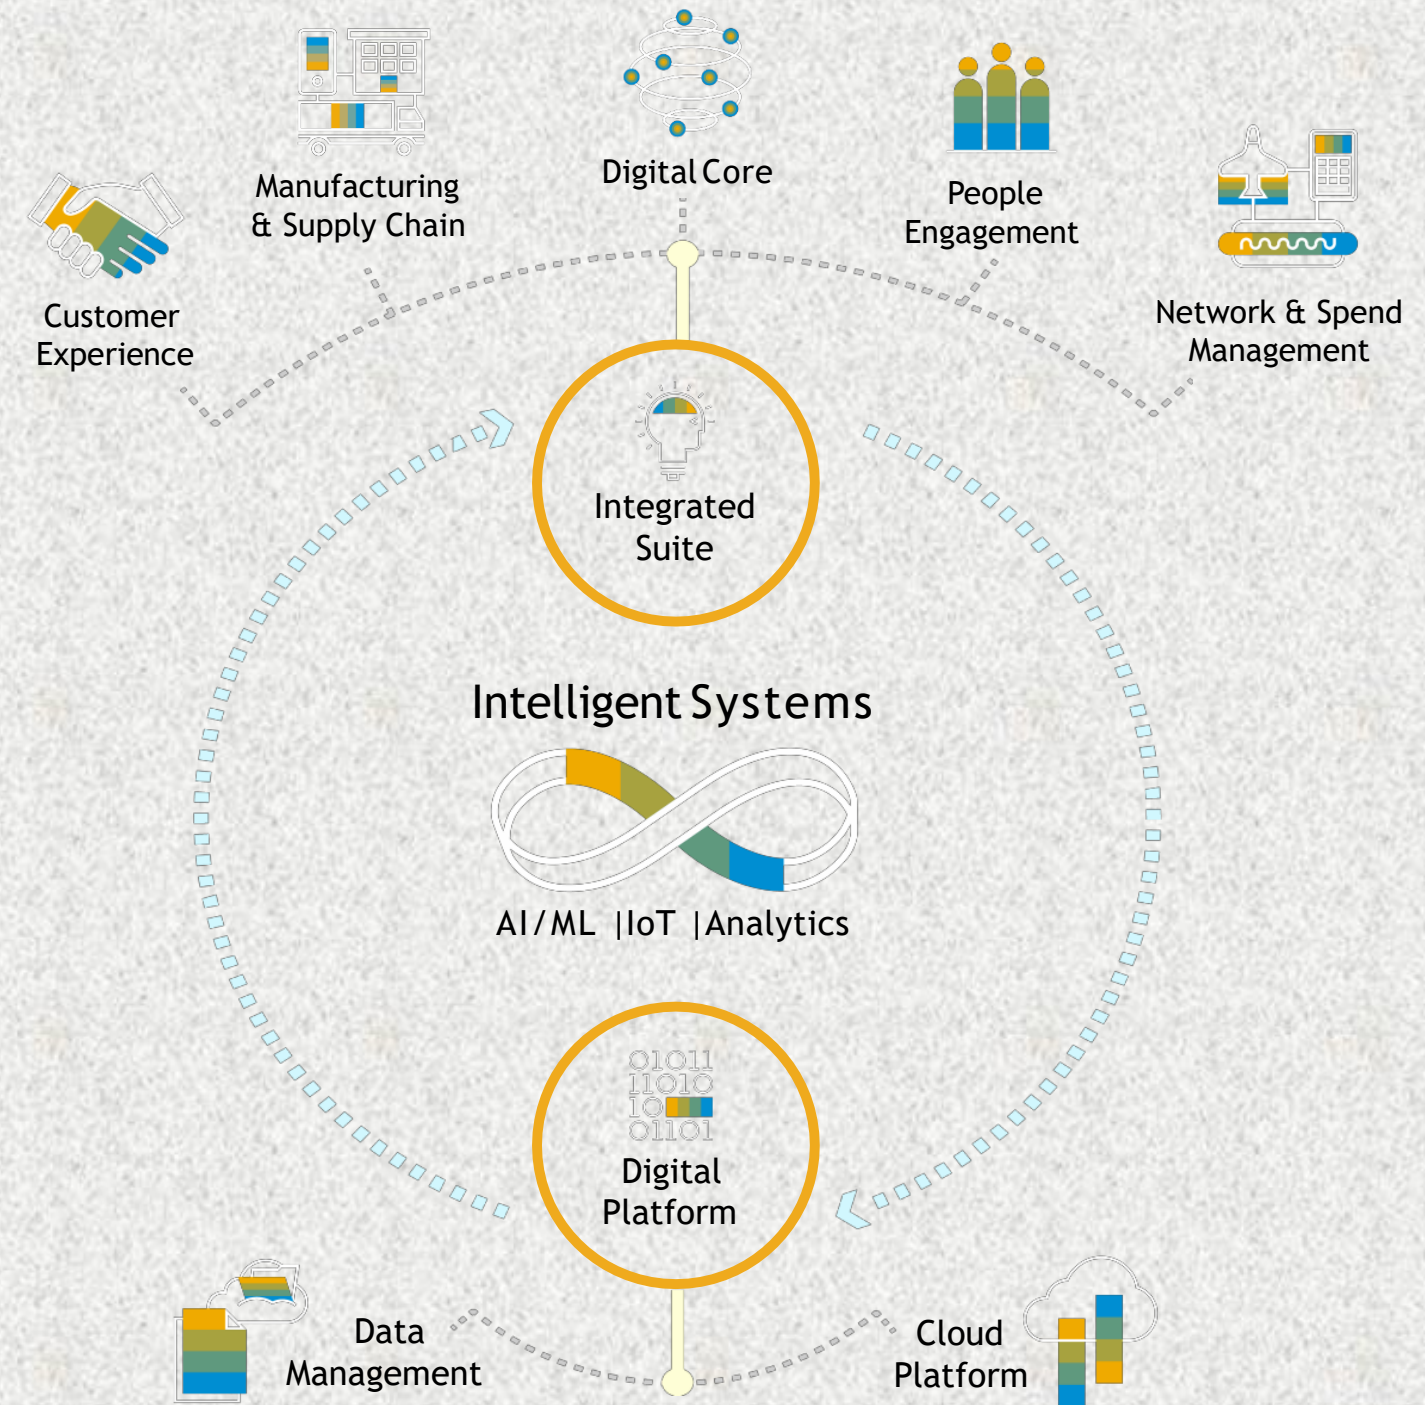 Digital Core
Manufacturing
& Supply Chain
People
Engagement
Customer
Experience
Network & Spend
Management
Integrated
Suite
Intelligent Systems
AI/ML |IoT |Analytics
01011
11010
10
01101
Digital
Platform
Data
Management
Cloud
Platform